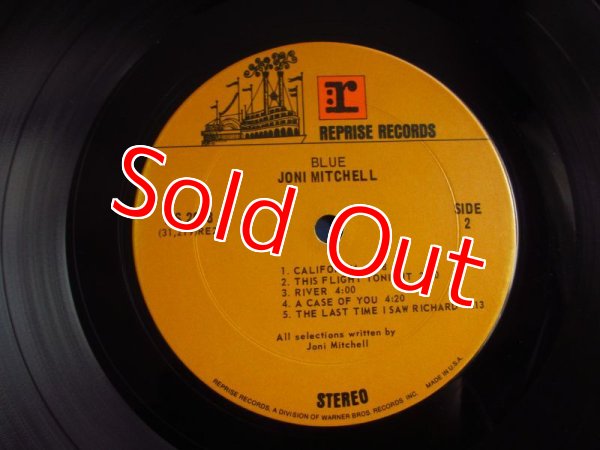 r
REPRISE RECORDS
BLUE
JONI MITCHELL
Sold Out
SIDE
2
2. THIS FLIGHT
3. RIVER 4:00
4. A CASE OF YOU 4:20
5. THE LAST TIME I SAW RICHARD
All selections written by
Joni Mitchell
STEREO
REPRISE RECORDS, A DIVISION OF WARNER BROS. RECORDS, INC. MADE IN U.S.A.